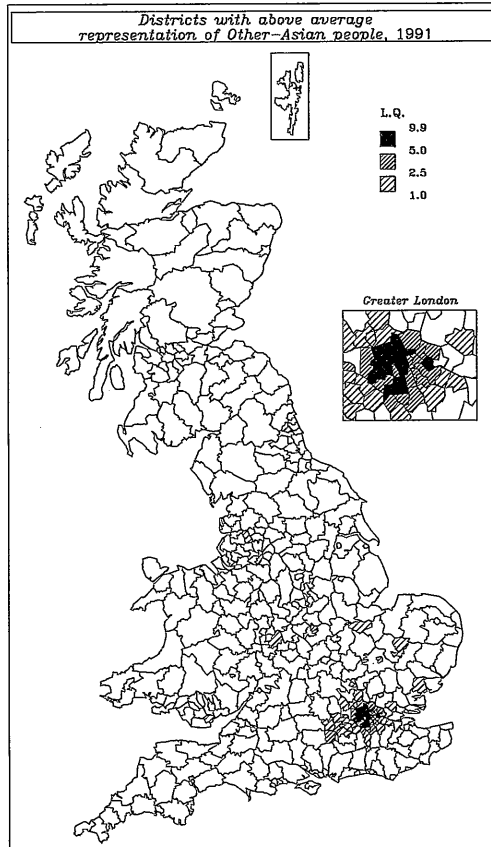 Districts with above average
representation of Other-Asian people, 1991
L.Q.
9.9
5.0
2.5
1.0
Greater London